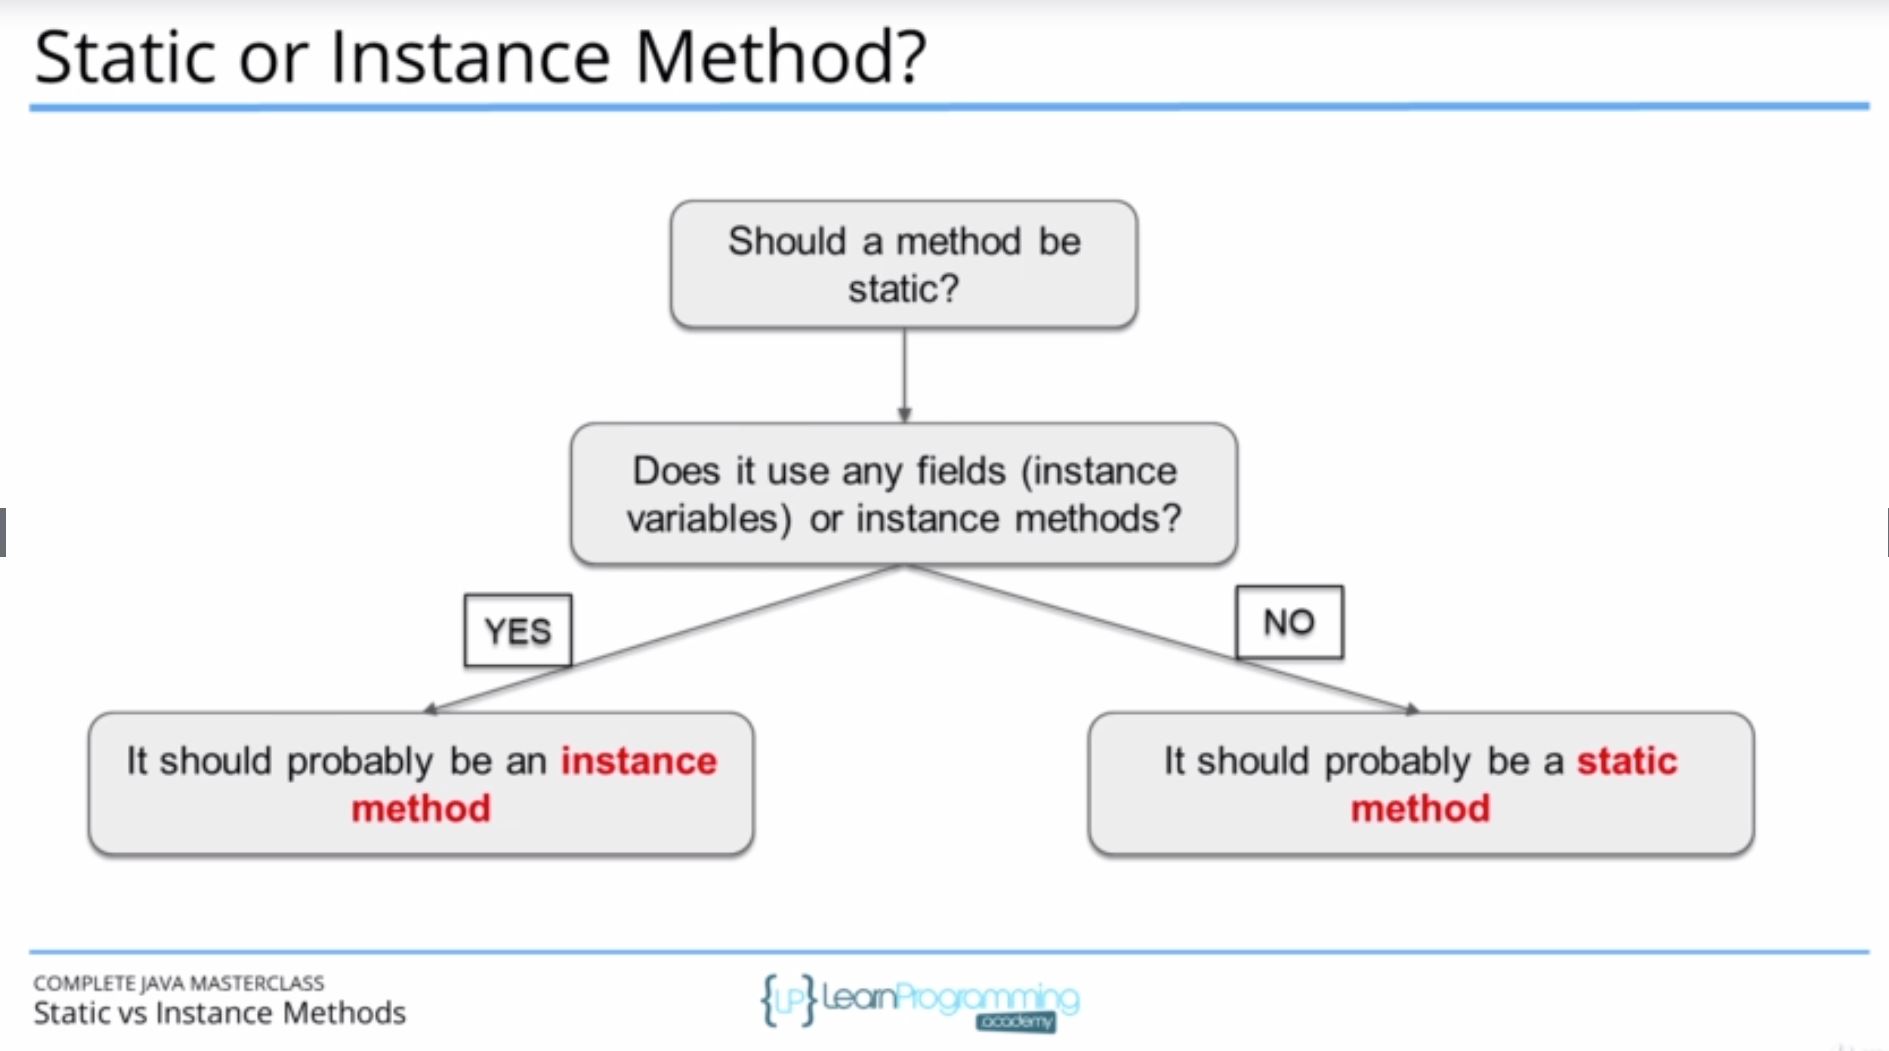 Static or Instance Method?
Should a method be
static?
Does it use any fields (instance
variables) or instance methods?
YES
NO
It should probably be an instance
method
It should probably be a static
method
COMPLETE JAVA MASTERCLASS
Static vs Instance Methods
{LP} LearnProgramming
academy